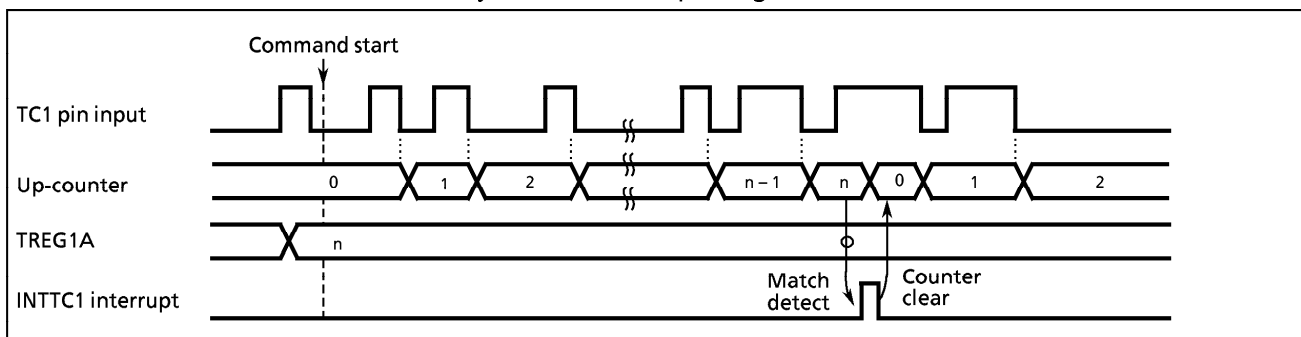 Command start
TC1 pin input
Up-counter
0
1
2
n – 1
n
0
1
2
TREG1A
n
Match
detect
Counter
clear
INTTC1 interrupt